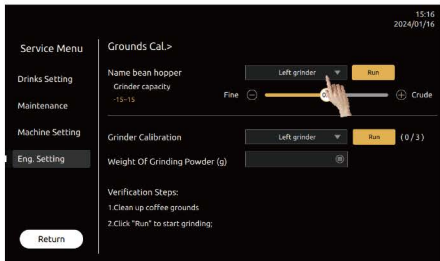 15:16
2024/01/16
Service Menu
Grounds Cal.>
Drinks Setting
Maintenance
Machine Setting
Eng. Setting
Return
Name bean hopper
Left grinder
Run
Grinder capacity
-15~15
Fine
Crude
Grinder Calibration
Left grinder
Run
(0/3)
Weight Of Grinding Powder (g)
Verification Steps:
1.Clean up coffee grounds
2.Click "Run" to start grinding;